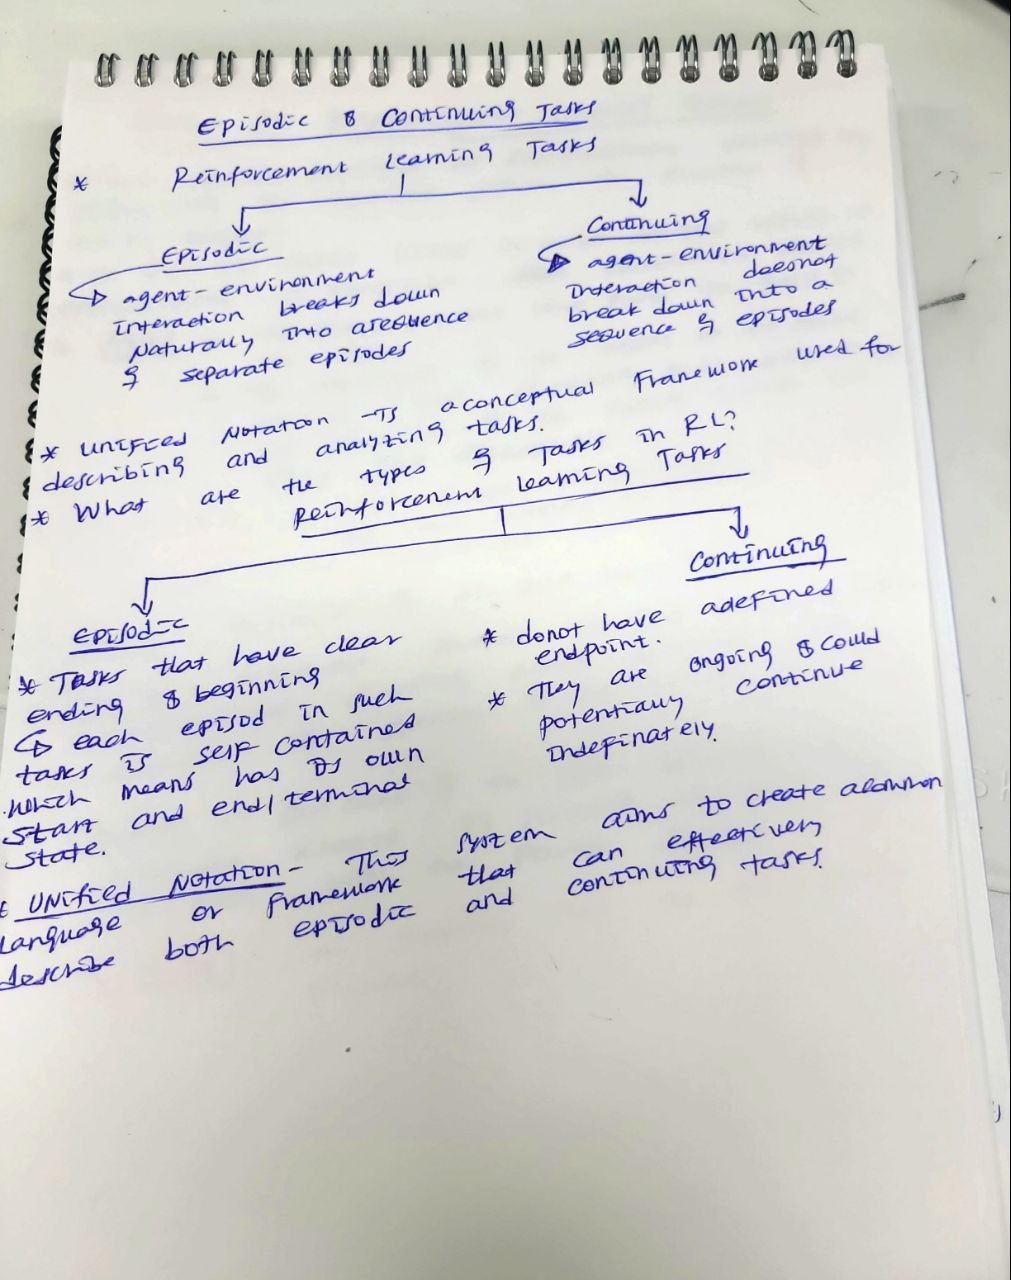 Episodic & Continuing Tasks
* Reinforcement Learning Tasks
Episodic
agent-environment
interaction breaks down
Naturally into a sequence
of separate episodes
Continuing
agent-environment
interaction doesnot
break down into a
sequence of episodes
* Unified Notation - Is a conceptual Framework used for
describing and analyzing tasks.
* What are the types of Tasks in RL?
Reinforcement Learning Tasks
Episodic
* Tasks that have clear
ending & beginning
each episod in such
tasks is self contained
which means has its own
start and end/terminal
state.
Continuing
* donot have a defined
endpoint.
* They are ongoing & could
potentially continue
indefinately.
* Unified Notation - This system aims to create a common
Language or Framework that can effectively
describe both episodic and continuing tasks.